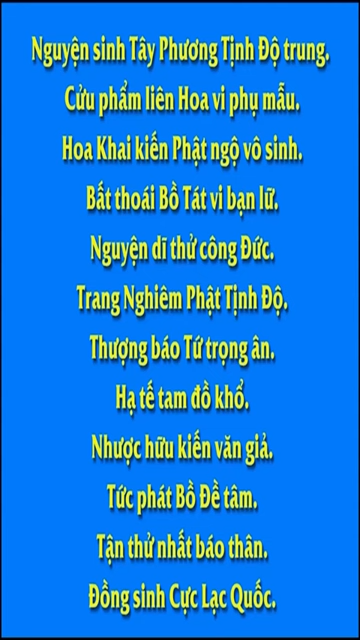 Nguyện sinh Tây Phương Tịnh Độ trung.
Cửu phẩm liên Hoa vi phụ mẫu.
Hoa Khai kiến Phật ngộ vô sinh.
Bất thoái Bồ Tát vi bạn lữ.
Nguyện dĩ thử công Đức.
Trang Nghiêm Phật Tịnh Độ.
Thượng báo Tứ trọng ân.
Hạ tế tam đồ khổ.
Nhược hữu kiến văn giả.
Tức phát Bồ Đề tâm.
Tận thử nhất báo thân.
Đồng sinh Cực Lạc Quốc.